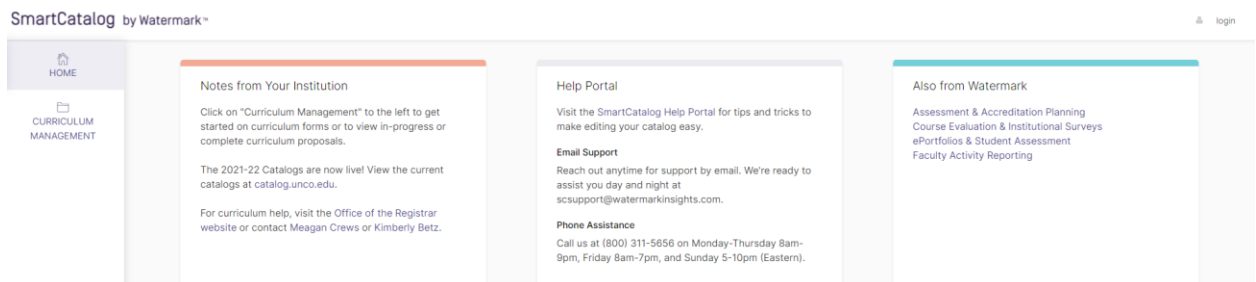 SmartCatalog by Watermark™
login
HOME
CURRICULUM
MANAGEMENT
Notes from Your Institution
Click on "Curriculum Management" to the left to get
started on curriculum forms or to view in-progress or
complete curriculum proposals.
The 2021-22 Catalogs are now live! View the current
catalogs at catalog.unco.edu.
For curriculum help, visit the Office of the Registrar
website or contact Meagan Crews or Kimberly Betz.
Help Portal
Visit the SmartCatalog Help Portal for tips and tricks to
make editing your catalog easy.
Email Support
Reach out anytime for support by email. We're ready to
assist you day and night at
scsupport@watermarkinsights.com.
Phone Assistance
Call us at (800) 311-5656 on Monday-Thursday 8am-
9pm, Friday 8am-7pm, and Sunday 5-10pm (Eastern).
Also from Watermark
Assessment & Accreditation Planning
Course Evaluation & Institutional Surveys
ePortfolios & Student Assessment
Faculty Activity Reporting